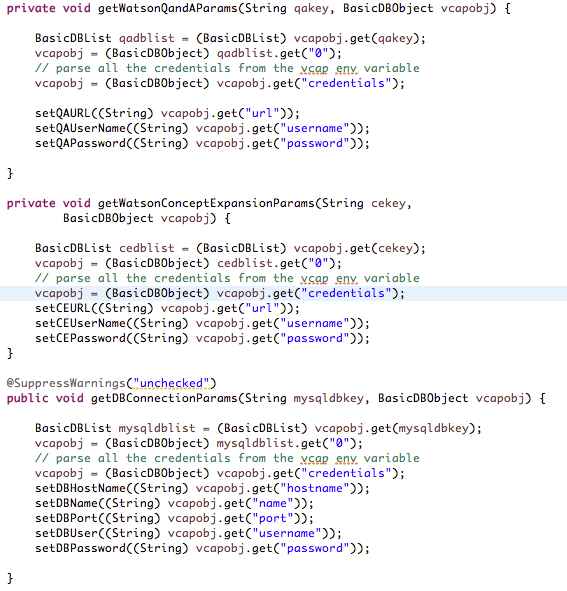 private void getWatsonQandAParams(String qakey, BasicDBObject vcapobj) {
BasicDBList qadblist = (BasicDBList) vcapobj.get(qakey);
vcapobj = (BasicDBObject) qadblist.get("0");
// parse all the credentials from the vcap env variable
vcapobj = (BasicDBObject) vcapobj.get("credentials");
setQAURL((String) vcapobj.get("url"));
setQAUserName((String) vcapobj.get("username"));
setQAPassword((String) vcapobj.get("password"));
}
private void getWatsonConceptExpansionParams(String cekey,
BasicDBObject vcapobj) {
BasicDBList cedblist = (BasicDBList) vcapobj.get(cekey);
vcapobj = (BasicDBObject) cedblist.get("0");
// parse all the credentials from the vcap env variable
vcapobj = (BasicDBObject) vcapobj.get("credentials");
setCEURL((String) vcapobj.get("url"));
setCEUserName((String) vcapobj.get("username"));
setCEPassword((String) vcapobj.get("password"));
}
@SuppressWarnings("unchecked")
public void getDBConnectionParams(String mysqldbkey, BasicDBObject vcapobj) {
BasicDBList mysqldblist = (BasicDBList) vcapobj.get(mysqldbkey);
vcapobj = (BasicDBObject) mysqldblist.get("0");
// parse all the credentials from the vcap env variable
vcapobj = (BasicDBObject) vcapobj.get("credentials");
setDBHostName((String) vcapobj.get("hostname"));
setDBName((String) vcapobj.get("name"));
setDBPort((String) vcapobj.get("port"));
setDBUser((String) vcapobj.get("username"));
setDBPassword((String) vcapobj.get("password"));
}